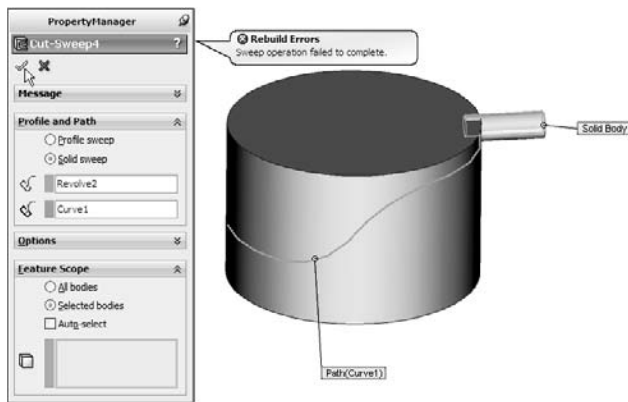 PropertyManager
Cut-Sweep4 ?
Rebuild Errors
Sweep operation failed to complete.
Message
Profile and Path
Profile sweep
Solid sweep
Revolve2
Curve1
Options
Feature Scope
All bodies
Selected bodies
Auto-select
Solid Body
Path(Curve1)